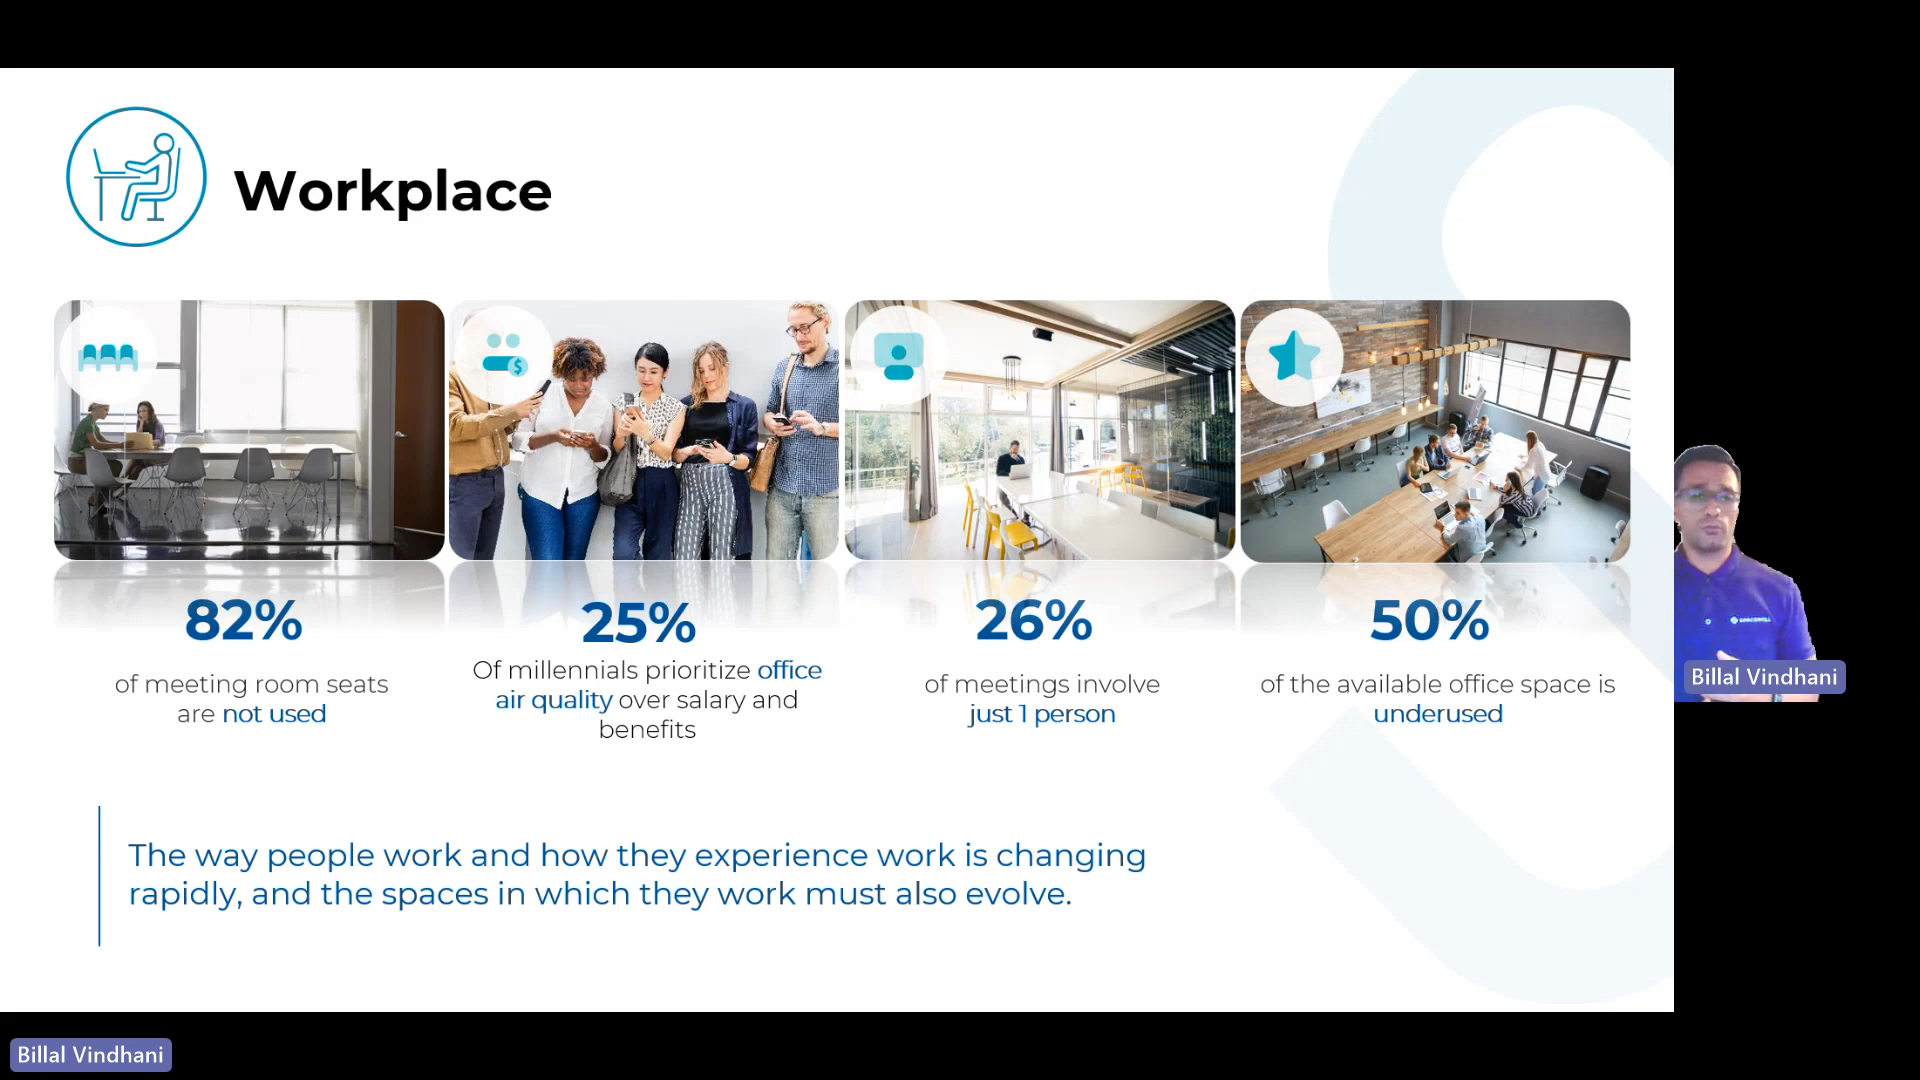 Workplace
82%
of meeting room seats
are not used
25%
Of millennials prioritize office
air quality over salary and
benefits
26%
of meetings involve
just 1 person
50%
of the available office space is
underused
The way people work and how they experience work is changing
rapidly, and the spaces in which they work must also evolve.
Billal Vindhani
Billal Vindhani